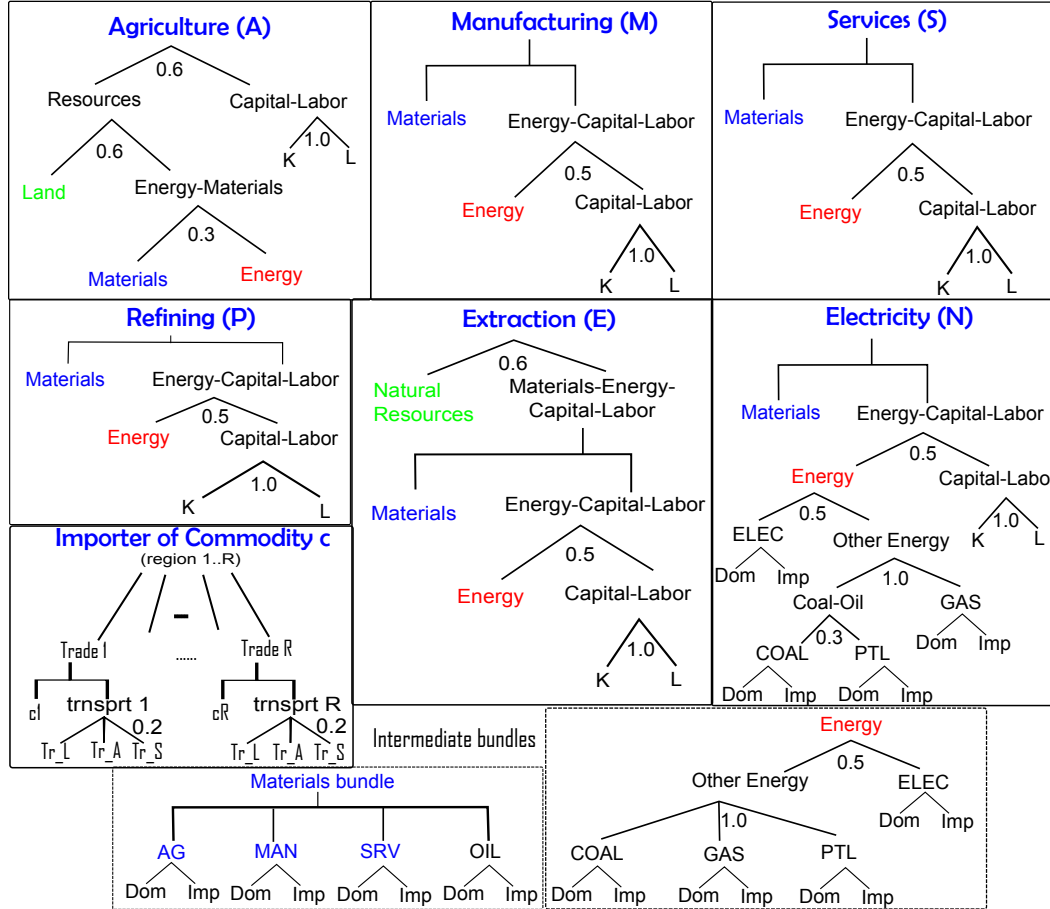 Agriculture (A)
0.6
Resources
Capital-Labor
0.6
1.0
K
L
Land
Energy-Materials
0.3
Materials
Energy
Manufacturing (M)
Materials
Energy-Capital-Labor
0.5
Energy
Capital-Labor
1.0
K
L
Services (S)
Materials
Energy-Capital-Labor
0.5
Energy
Capital-Labor
1.0
K
L
Refining (P)
Materials
Energy-Capital-Labor
0.5
Energy
Capital-Labor
1.0
K
L
Extraction (E)
0.6
Natural
Resources
Materials-Energy-
Capital-Labor
Materials
Energy-Capital-Labor
0.5
Energy
Capital-Labor
1.0
K
L
Electricity (N)
Materials
Energy-Capital-Labor
0.5
Energy
Capital-Labo
0.5
1.0
K
L
ELEC
Other Energy
Dom
Imp
1.0
Coal-Oil
GAS
0.3
Dom
Imp
COAL
PTL
Dom
Imp
Dom
Imp
Importer of Commodity c
(region 1..R)
Trade 1
......
Trade R
c1
trnsprt 1
cR
trnsprt R
0.2
0.2
Tr_L
Tr_A
Tr_S
Tr_L
Tr_A
Tr_S
Intermediate bundles
Materials bundle
AG
MAN
SRV
OIL
Dom
Imp
Dom
Imp
Dom
Imp
Dom
Imp
Energy
0.5
Other Energy
ELEC
Dom
Imp
1.0
COAL
GAS
PTL
Dom
Imp
Dom
Imp
Dom
Imp